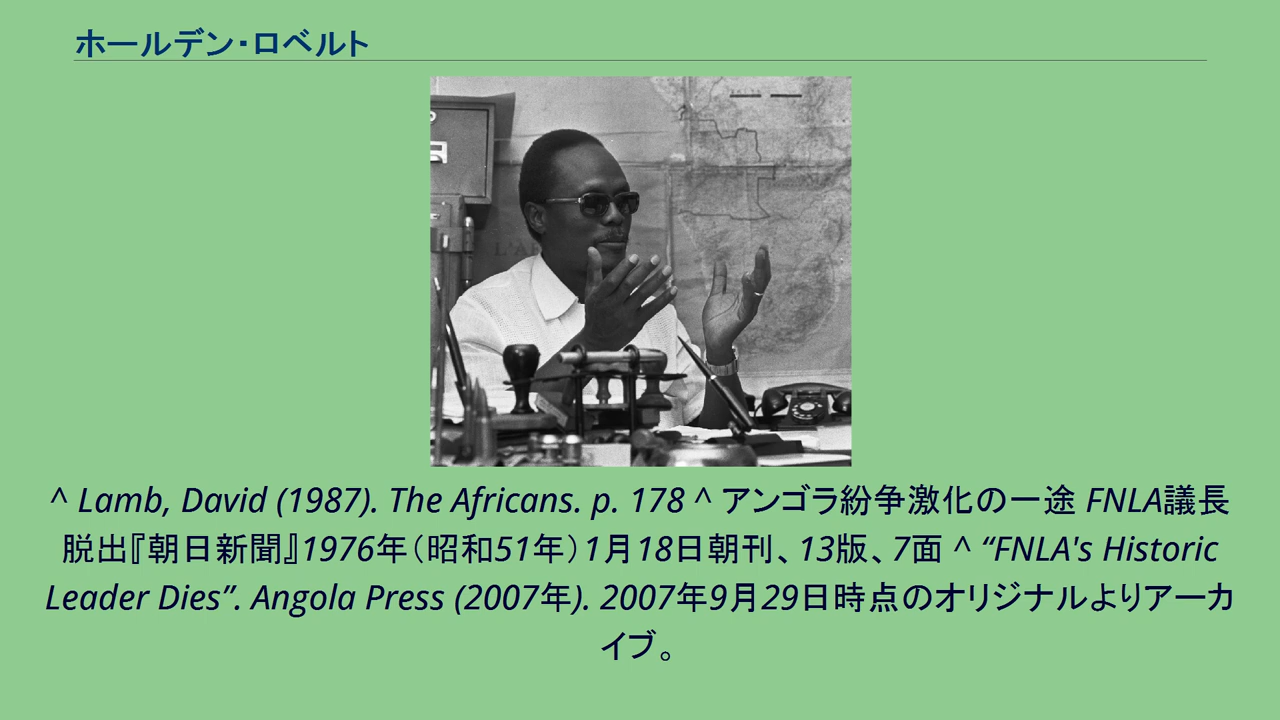 ホールデン・ロベルト
^ Lamb, David (1987). The Africans. p. 178 ^ アンゴラ紛争激化の一途 FNLA議長
脱出『朝日新聞』1976年（昭和51年）1月18日朝刊、13版、7面 ^ “FNLA's Historic
Leader Dies”. Angola Press (2007年). 2007年9月29日時点のオリジナルよりアーカ
イブ。